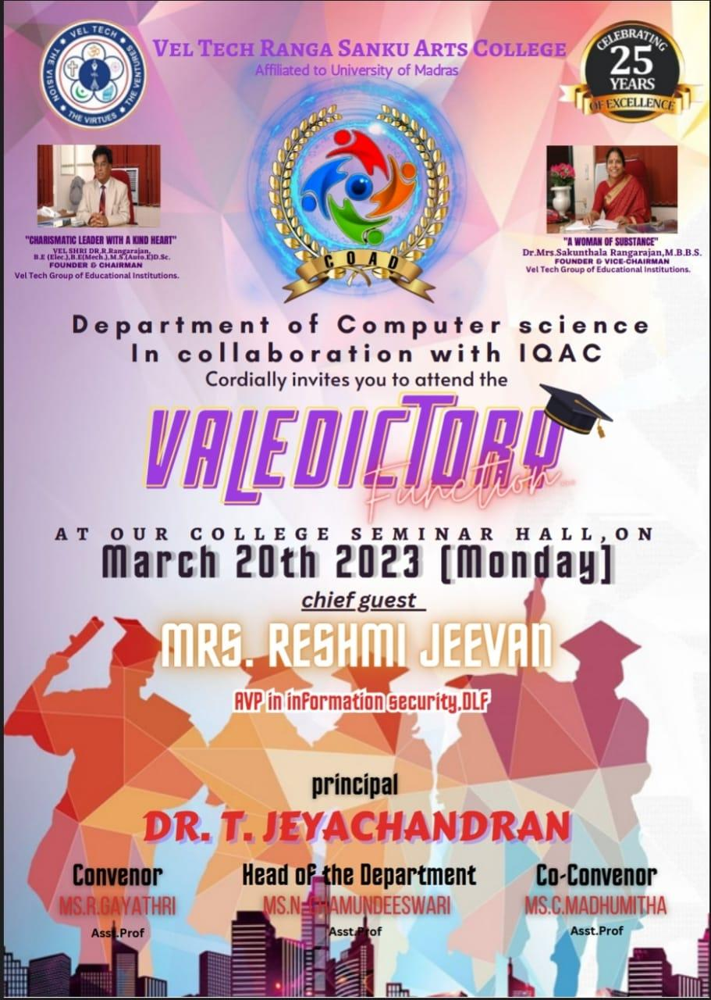 VEL TECH
THE VISION
THE VENTURES
THE VIRTUES
VEL TECH RANGA SANKU ARTS COLLEGE
Affiliated to University of Madras
CELEBRATING
25
YEARS
OF EXCELLENCE
"CHARISMATIC LEADER WITH A KIND HEART"
VEL SHRI DR.R.Rangarajan,
B.E (Elec.),B.E(Mech.),M.S.(Auto.E)D.Sc.
FOUNDER & CHAIRMAN
Vel Tech Group of Educational Institutions.
COAD
"A WOMAN OF SUBSTANCE"
Dr.Mrs.Sakunthala Rangarajan,M.B.B.S.
FOUNDER & VICE-CHAIRMAN
Vel Tech Group of Educational Institutions.
Department of Computer science
In collaboration with IQAC
Cordially invites you to attend the
VALEDICTORY
Function...
AT OUR COLLEGE SEMINAR HALL,ON
March 20th 2023 [Monday]
chief guest
MRS. RESHMI JEEVAN
AVP in information security,DLF
principal
DR. T. JEYACHANDRAN
Convenor
MS.R.GAYATHRI
Asst.Prof
Head of the Department
MS.N.CHAMUNDEESWARI
Asst.Prof
Co-Convenor
MS.C.MADHUMITHA
Asst.Prof